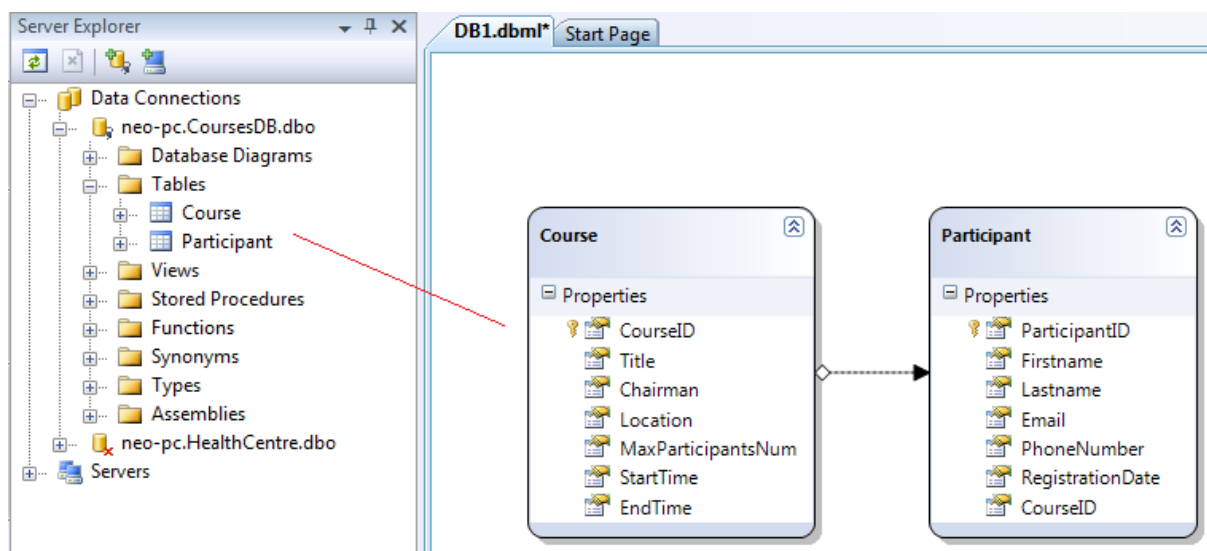 Server Explorer
Data Connections
neo-pc.CoursesDB.dbo
Database Diagrams
Tables
Course
Participant
Views
Stored Procedures
Functions
Synonyms
Types
Assemblies
neo-pc.HealthCentre.dbo
Servers
DB1.dbml* Start Page
Course
Properties
CourseID
Title
Chairman
Location
MaxParticipantsNum
StartTime
EndTime
Participant
Properties
ParticipantID
Firstname
Lastname
Email
PhoneNumber
RegistrationDate
CourseID